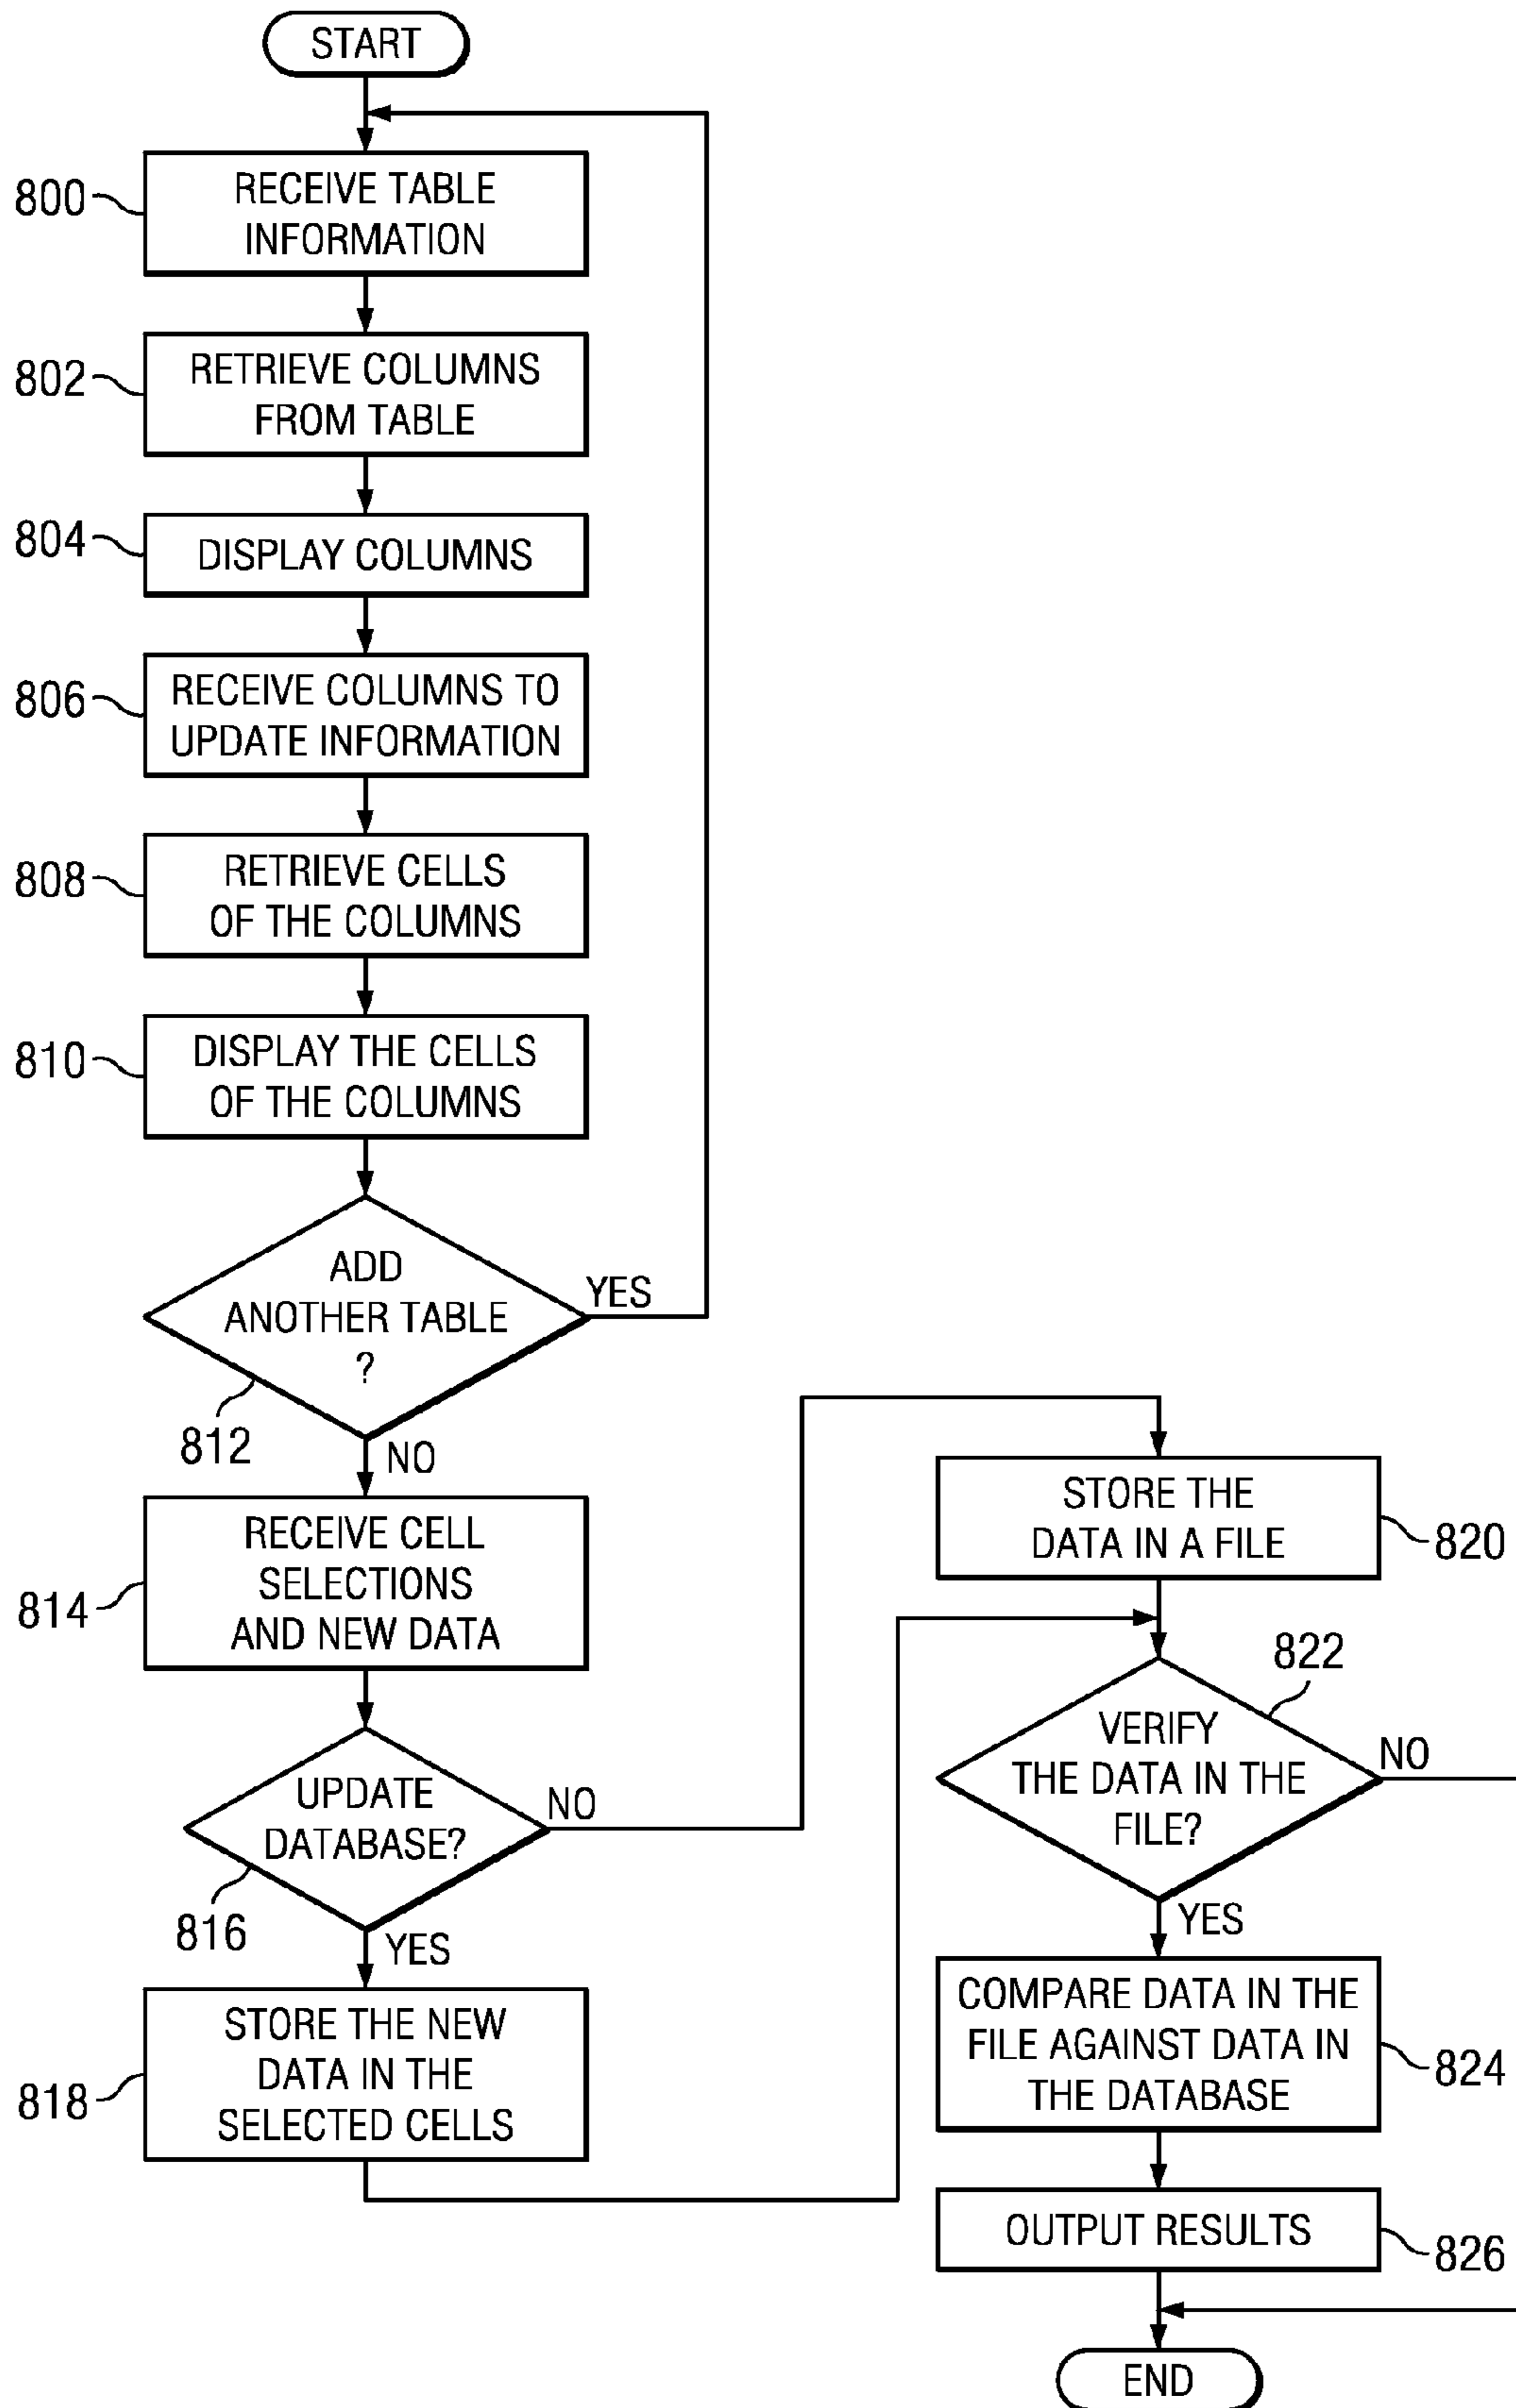 START
800
RECEIVE TABLE
INFORMATION
802
RETRIEVE COLUMNS
FROM TABLE
804
DISPLAY COLUMNS
806
RECEIVE COLUMNS TO
UPDATE INFORMATION
808
RETRIEVE CELLS
OF THE COLUMNS
810
DISPLAY THE CELLS
OF THE COLUMNS
ADD
ANOTHER TABLE
?
YES
812
NO
814
RECEIVE CELL
SELECTIONS
AND NEW DATA
UPDATE
DATABASE?
NO
816
YES
818
STORE THE NEW
DATA IN THE
SELECTED CELLS
STORE THE
DATA IN A FILE
820
822
VERIFY
THE DATA IN THE
FILE?
NO
YES
COMPARE DATA IN THE
FILE AGAINST DATA IN
THE DATABASE
824
OUTPUT RESULTS
826
END